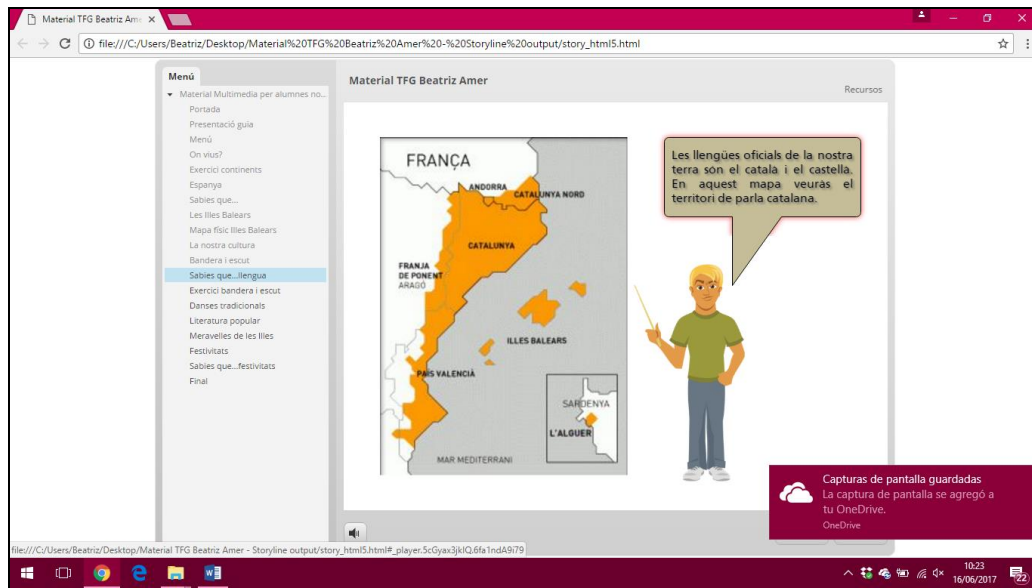 Material TFG Beatriz Ame
file:///C:/Users/Beatriz/Desktop/Material%20TFG%20Beatriz%20Amer%20-%20Storyline%20output/story_html5.html
Menú
Material Multimedia per alumnes no...
Portada
Presentació guia
Menú
On vius?
Exercici continents
Espanya
Sabies que...
Les Illes Balears
Mapa físic Illes Balears
La nostra cultura
Bandera i escut
Sabies que...llengua
Exercici bandera i escut
Danses tradicionals
Literatura popular
Meravelles de les Illes
Festivitats
Sabies que...festivitats
Final
Material TFG Beatriz Amer
Recursos
FRANÇA
ANDORRA
CATALUNYA NORD
CATALUNYA
FRANJA
DE PONENT
ARAGÓ
ILLES BALEARS
PAÍS VALENCIÀ
SARDENYA
L'ALGUER
MAR MEDITERRANI
Les llengües oficials de la nostra
terra són el català i el castellà.
En aquest mapa veuràs el
territori de parla catalana.
Capturas de pantalla guardadas
La captura de pantalla se agregó a
tu OneDrive.
OneDrive
file:///C:/Users/Beatriz/Desktop/Material TFG Beatriz Amer - Storyline output/story_html5.html#_player.5cGyax3jkIQ.6fa1ndA9i79
10:23
16/06/2017
22